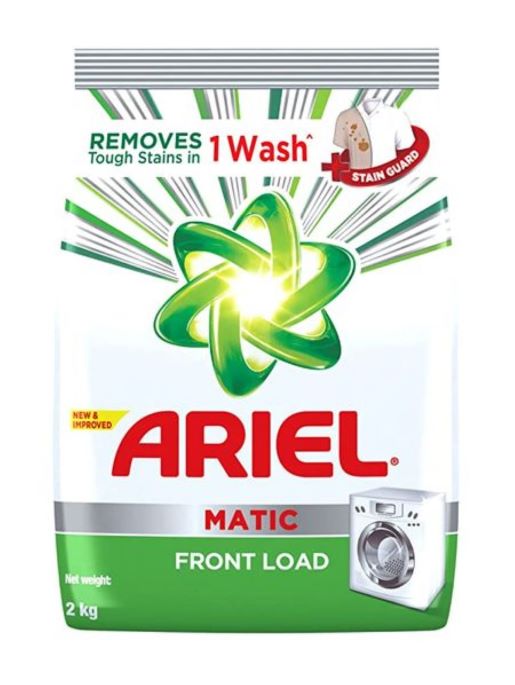 REMOVES
Tough Stains in 1 Wash^
STAIN GUARD
NEW &
IMPROVED
ARIEL®
MATIC
FRONT LOAD
Net weight
2 kg